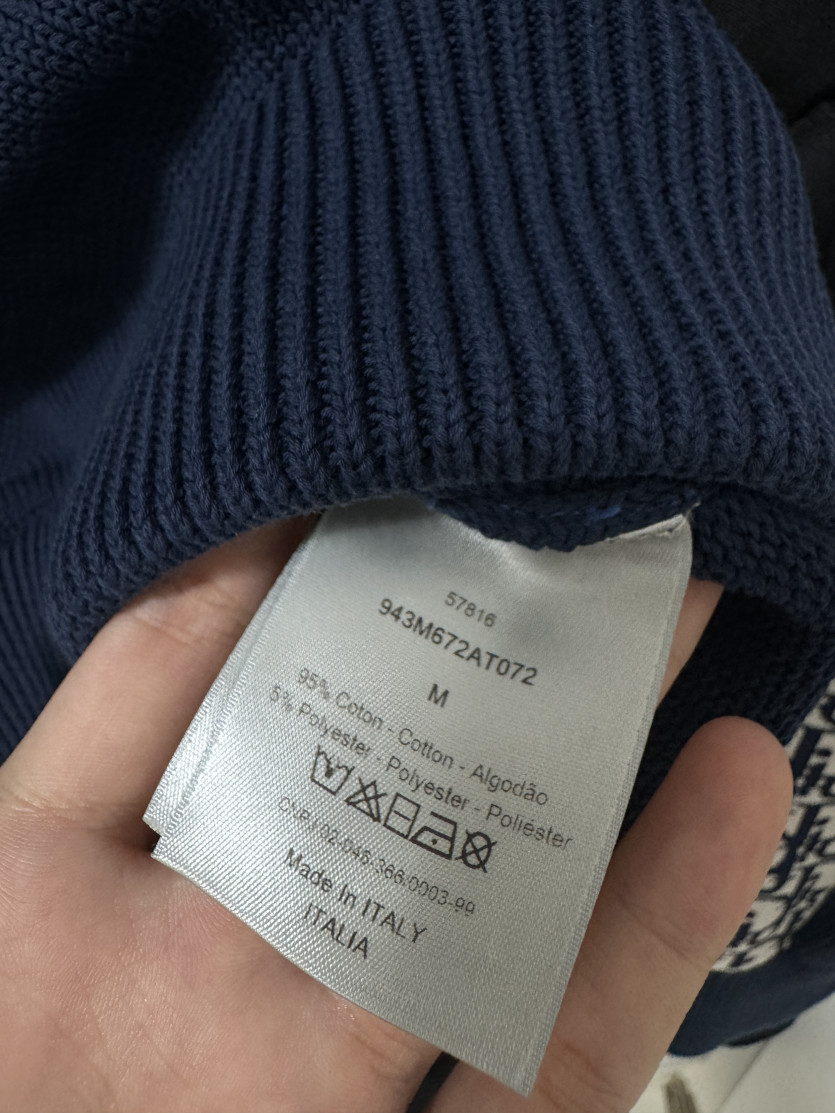 57816
943M672AT072
M
95% Coton - Cotton - Algodão
5% Polyester - Polyester - Poliéster
CNPJ 02.045.366.0003-99
Made In ITALY
ITALIA